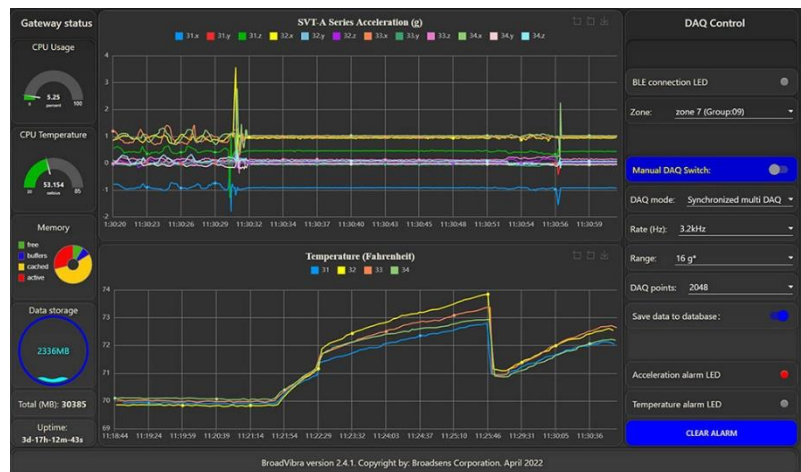 Gateway status
CPU Usage
5.25
percent
0
100
CPU Temperature
53.154
celsius
20
85
Memory
free
buffers
cached
active
Data storage
2336MB
Total (MB): 30385
Uptime:
3d-17h-12m-43s
SVT-A Series Acceleration (g)
31.x 31.y 31.z 32.x 32.y 32.z 33.x 33.y 33.z 34.x 34.y 34.z
4
3
2
1
0
-1
-2
1:30:20 11:30:23 11:30:26 11:30:29 11:30:32 11:30:34 11:30:37 11:30:40 11:30:43 11:30:45 11:30:48 11:30:51 11:30:54 11:30:56 11:30:59
Temperature (Fahrenheit)
31 32 33 34
74
73
72
71
70
69
11:18:44 11:19:24 11:19:59 11:20:39 11:21:14 11:21:54 11:22:29 11:23:32 11:24:03 11:24:37 11:25:10 11:25:46 11:29:31 11:30:05 11:30:36
DAQ Control
BLE connection LED
Zone: zone 7 (Group:09)
Manual DAQ Switch:
DAQ mode: Synchronized multi DAQ
Rate (Hz): 3.2kHz
Range: 16 g*
DAQ points: 2048
Save data to database:
Acceleration alarm LED
Temperature alarm LED
CLEAR ALARM
BroadVibra version 2.4.1. Copyright by: Broadsens Corporation. April 2022